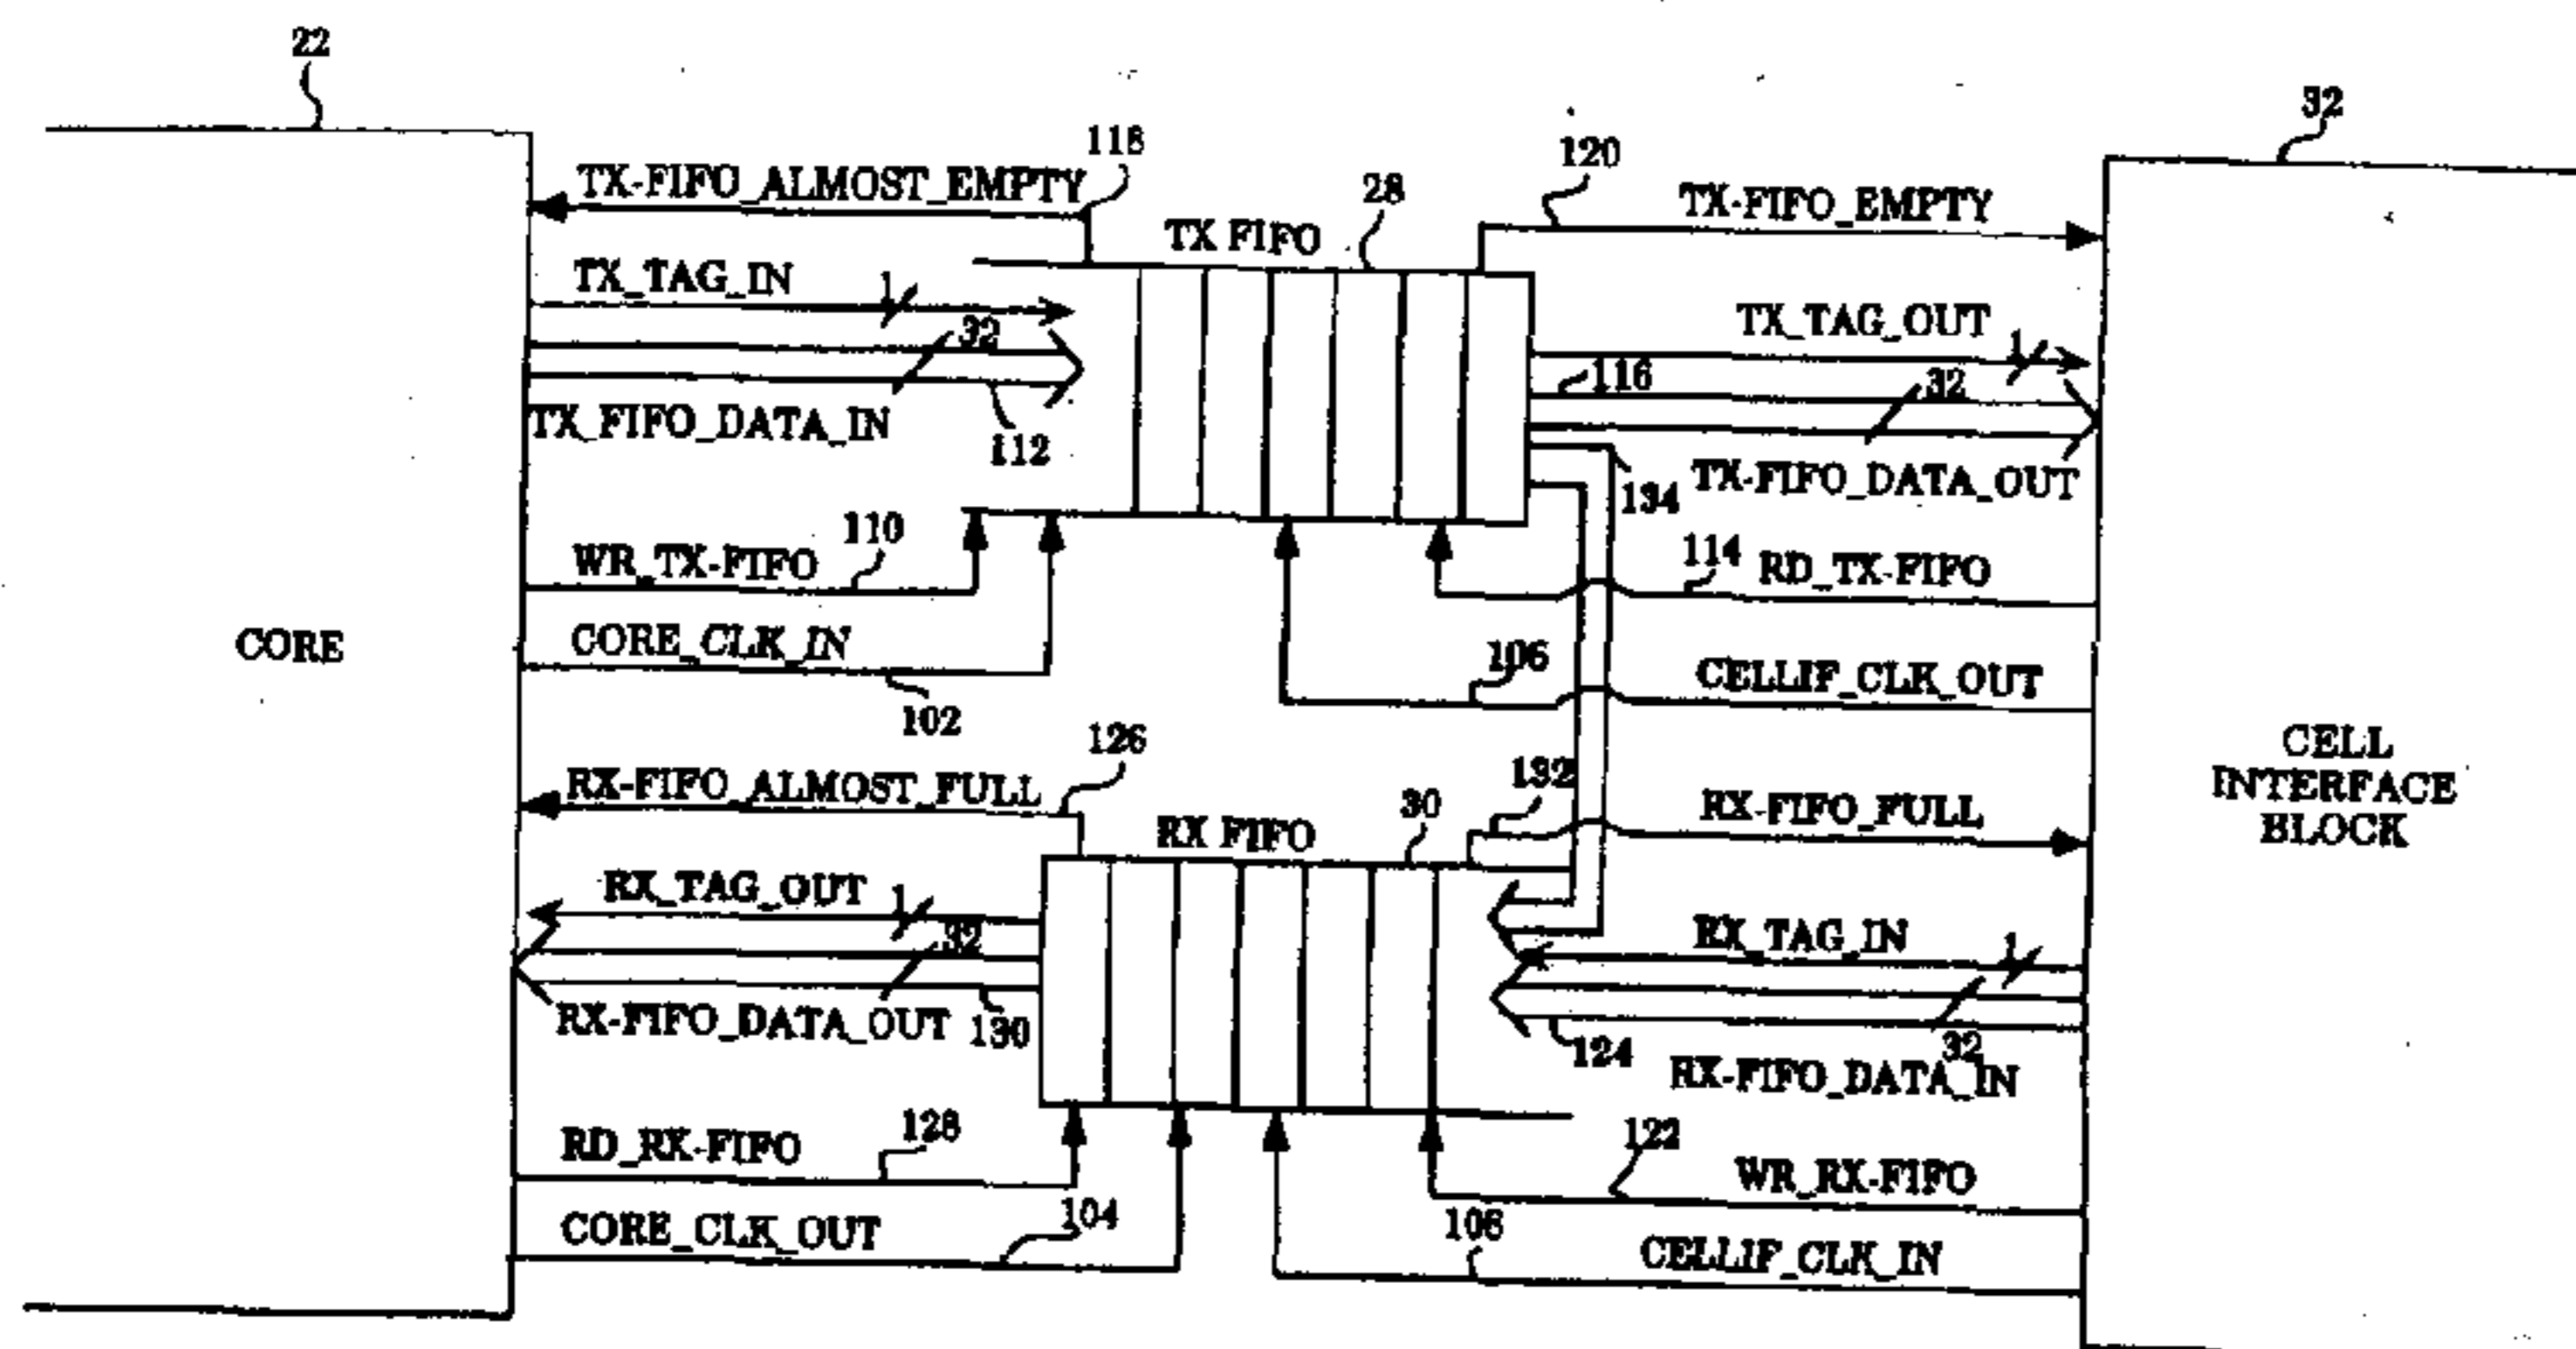 22
32
118
120
TX-FIFO_ALMOST_EMPTY
28
TX-FIFO_EMPTY
TX FIFO
TX_TAG_IN
1
TX_TAG_OUT
1
32
116
32
TX_FIFO_DATA_IN
112
TX-FIFO_DATA_OUT
134
110
114
WR_TX-FIFO
RD_TX-FIFO
CORE
CORE_CLK_IN
106
CELLIF_CLK_OUT
102
126
CELL
INTERFACE
BLOCK
RX-FIFO_ALMOST_FULL
132
30
RX-FIFO_FULL
RX FIFO
RX_TAG_OUT
1
RX_TAG_IN
1
32
RX-FIFO_DATA_OUT
130
124
32
RX-FIFO_DATA_IN
128
122
RD_RX-FIFO
WR_RX-FIFO
104
108
CORE_CLK_OUT
CELLIF_CLK_IN